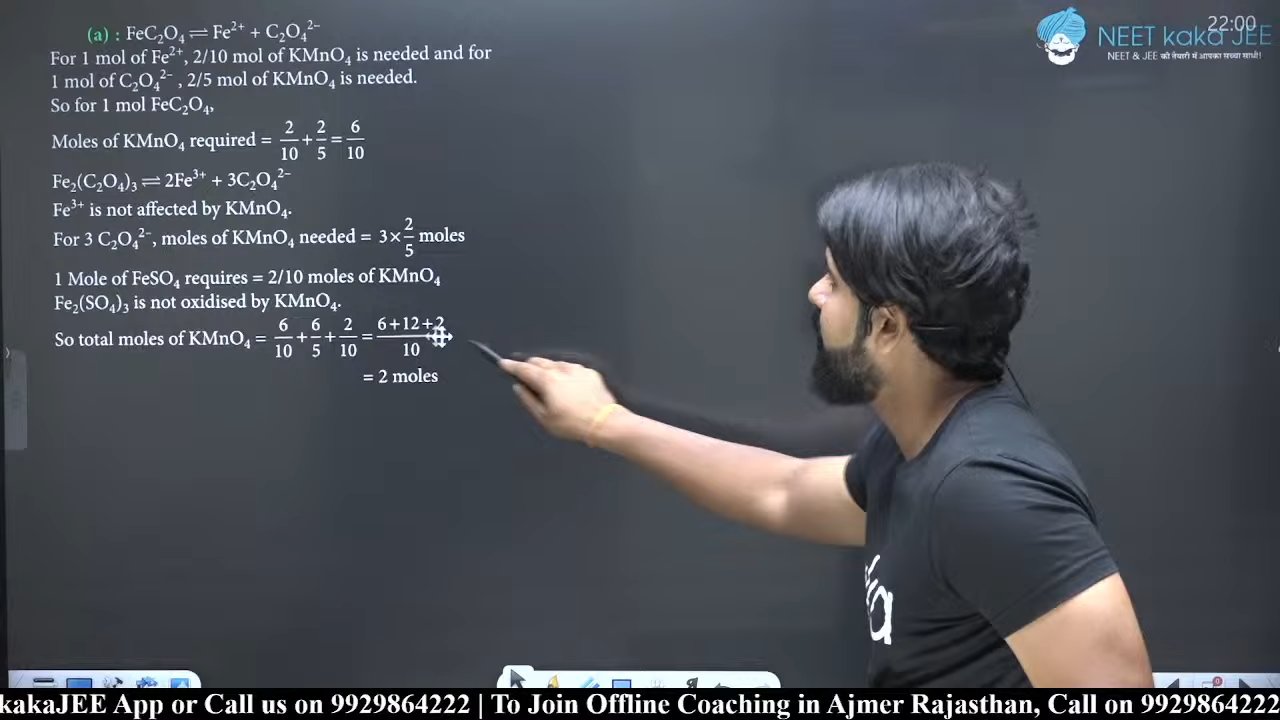 (a) : FeC₂O₄ ⇌ Fe²⁺ + C₂O₄²⁻
For 1 mol of Fe²⁺, 2/10 mol of KMnO₄ is needed and for
1 mol of C₂O₄²⁻ , 2/5 mol of KMnO₄ is needed.
So for 1 mol FeC₂O₄,
Moles of KMnO₄ required = 2/10 + 2/5 = 6/10
Fe₂(C₂O₄)₃ ⇌ 2Fe³⁺ + 3C₂O₄²⁻
Fe³⁺ is not affected by KMnO₄.
For 3 C₂O₄²⁻, moles of KMnO₄ needed = 3 × 2/5 moles
1 Mole of FeSO₄ requires = 2/10 moles of KMnO₄
Fe₂(SO₄)₃ is not oxidised by KMnO₄.
So total moles of KMnO₄ = 6/10 + 6/5 + 2/10 = 6+12+2/10
= 2 moles
22:00
NEET kaka JEE
NEET & JEE की तैयारी में आपका सच्चा साथी!
kakaJEE App or Call us on 9929864222 | To Join Offline Coaching in Ajmer Rajasthan, Call on 9929864222